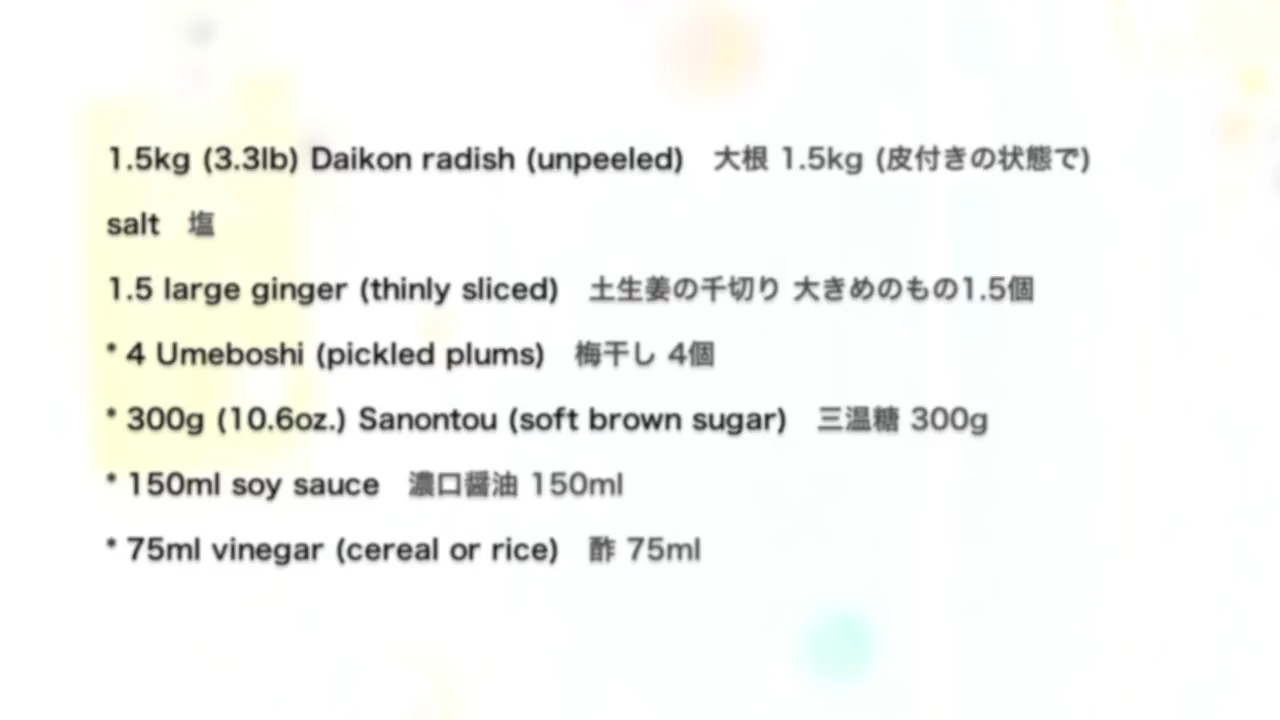 1.5kg (3.3lb) Daikon radish (unpeeled) 大根 1.5kg (皮付きの状態で)
salt 塩
1.5 large ginger (thinly sliced) 土生姜の千切り 大きめのもの1.5個
* 4 Umeboshi (pickled plums) 梅干し 4個
* 300g (10.6oz.) Sanontou (soft brown sugar) 三温糖 300g
* 150ml soy sauce 濃口醤油 150ml
* 75ml vinegar (cereal or rice) 酢 75ml